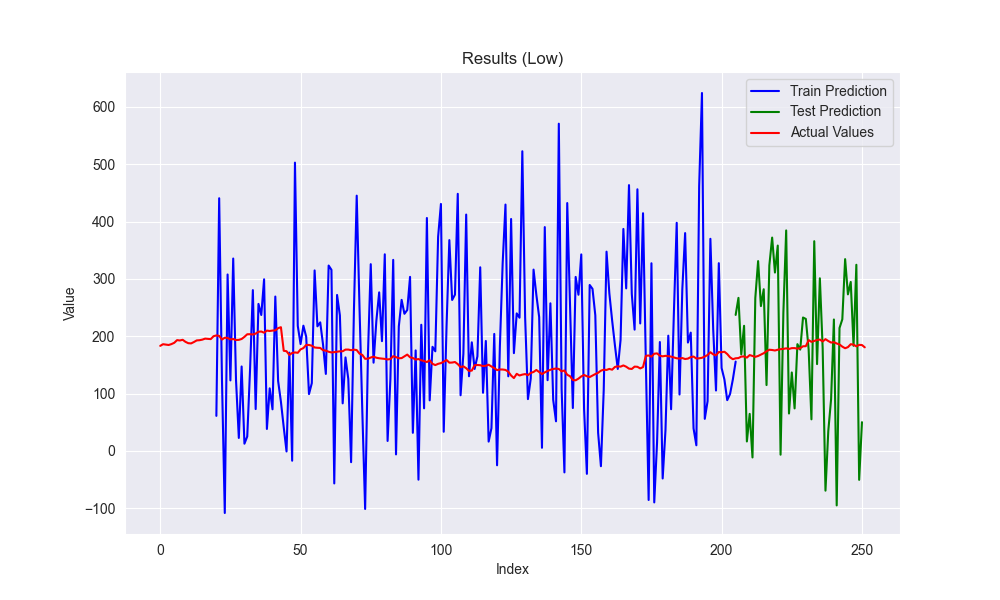 Results (Low)
Train Prediction
Test Prediction
Actual Values
Value
600
500
400
300
200
100
0
−100
0
50
100
150
200
250
Index